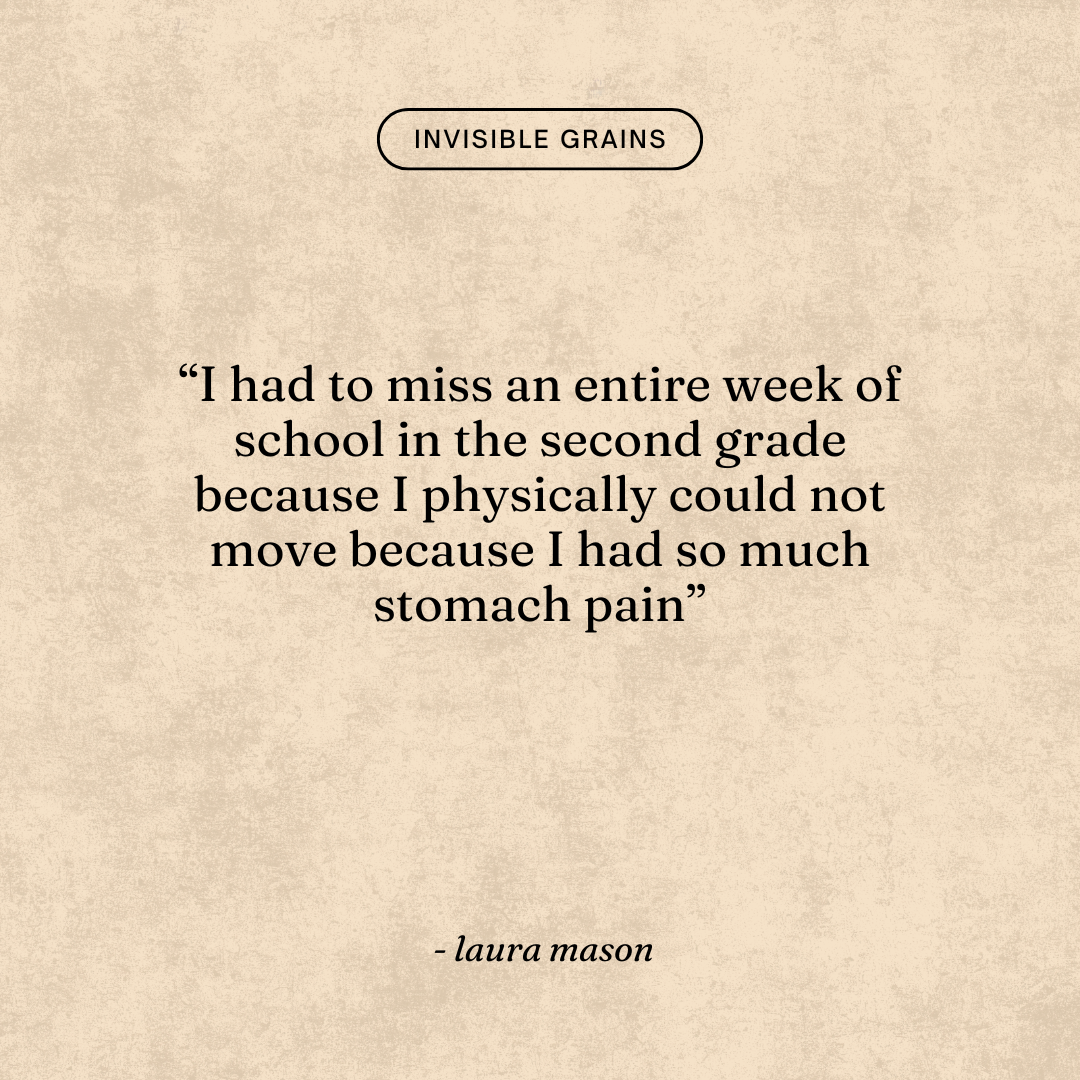 INVISIBLE GRAINS
“I had to miss an entire week of
school in the second grade
because I physically could not
move because I had so much
stomach pain”
- laura mason